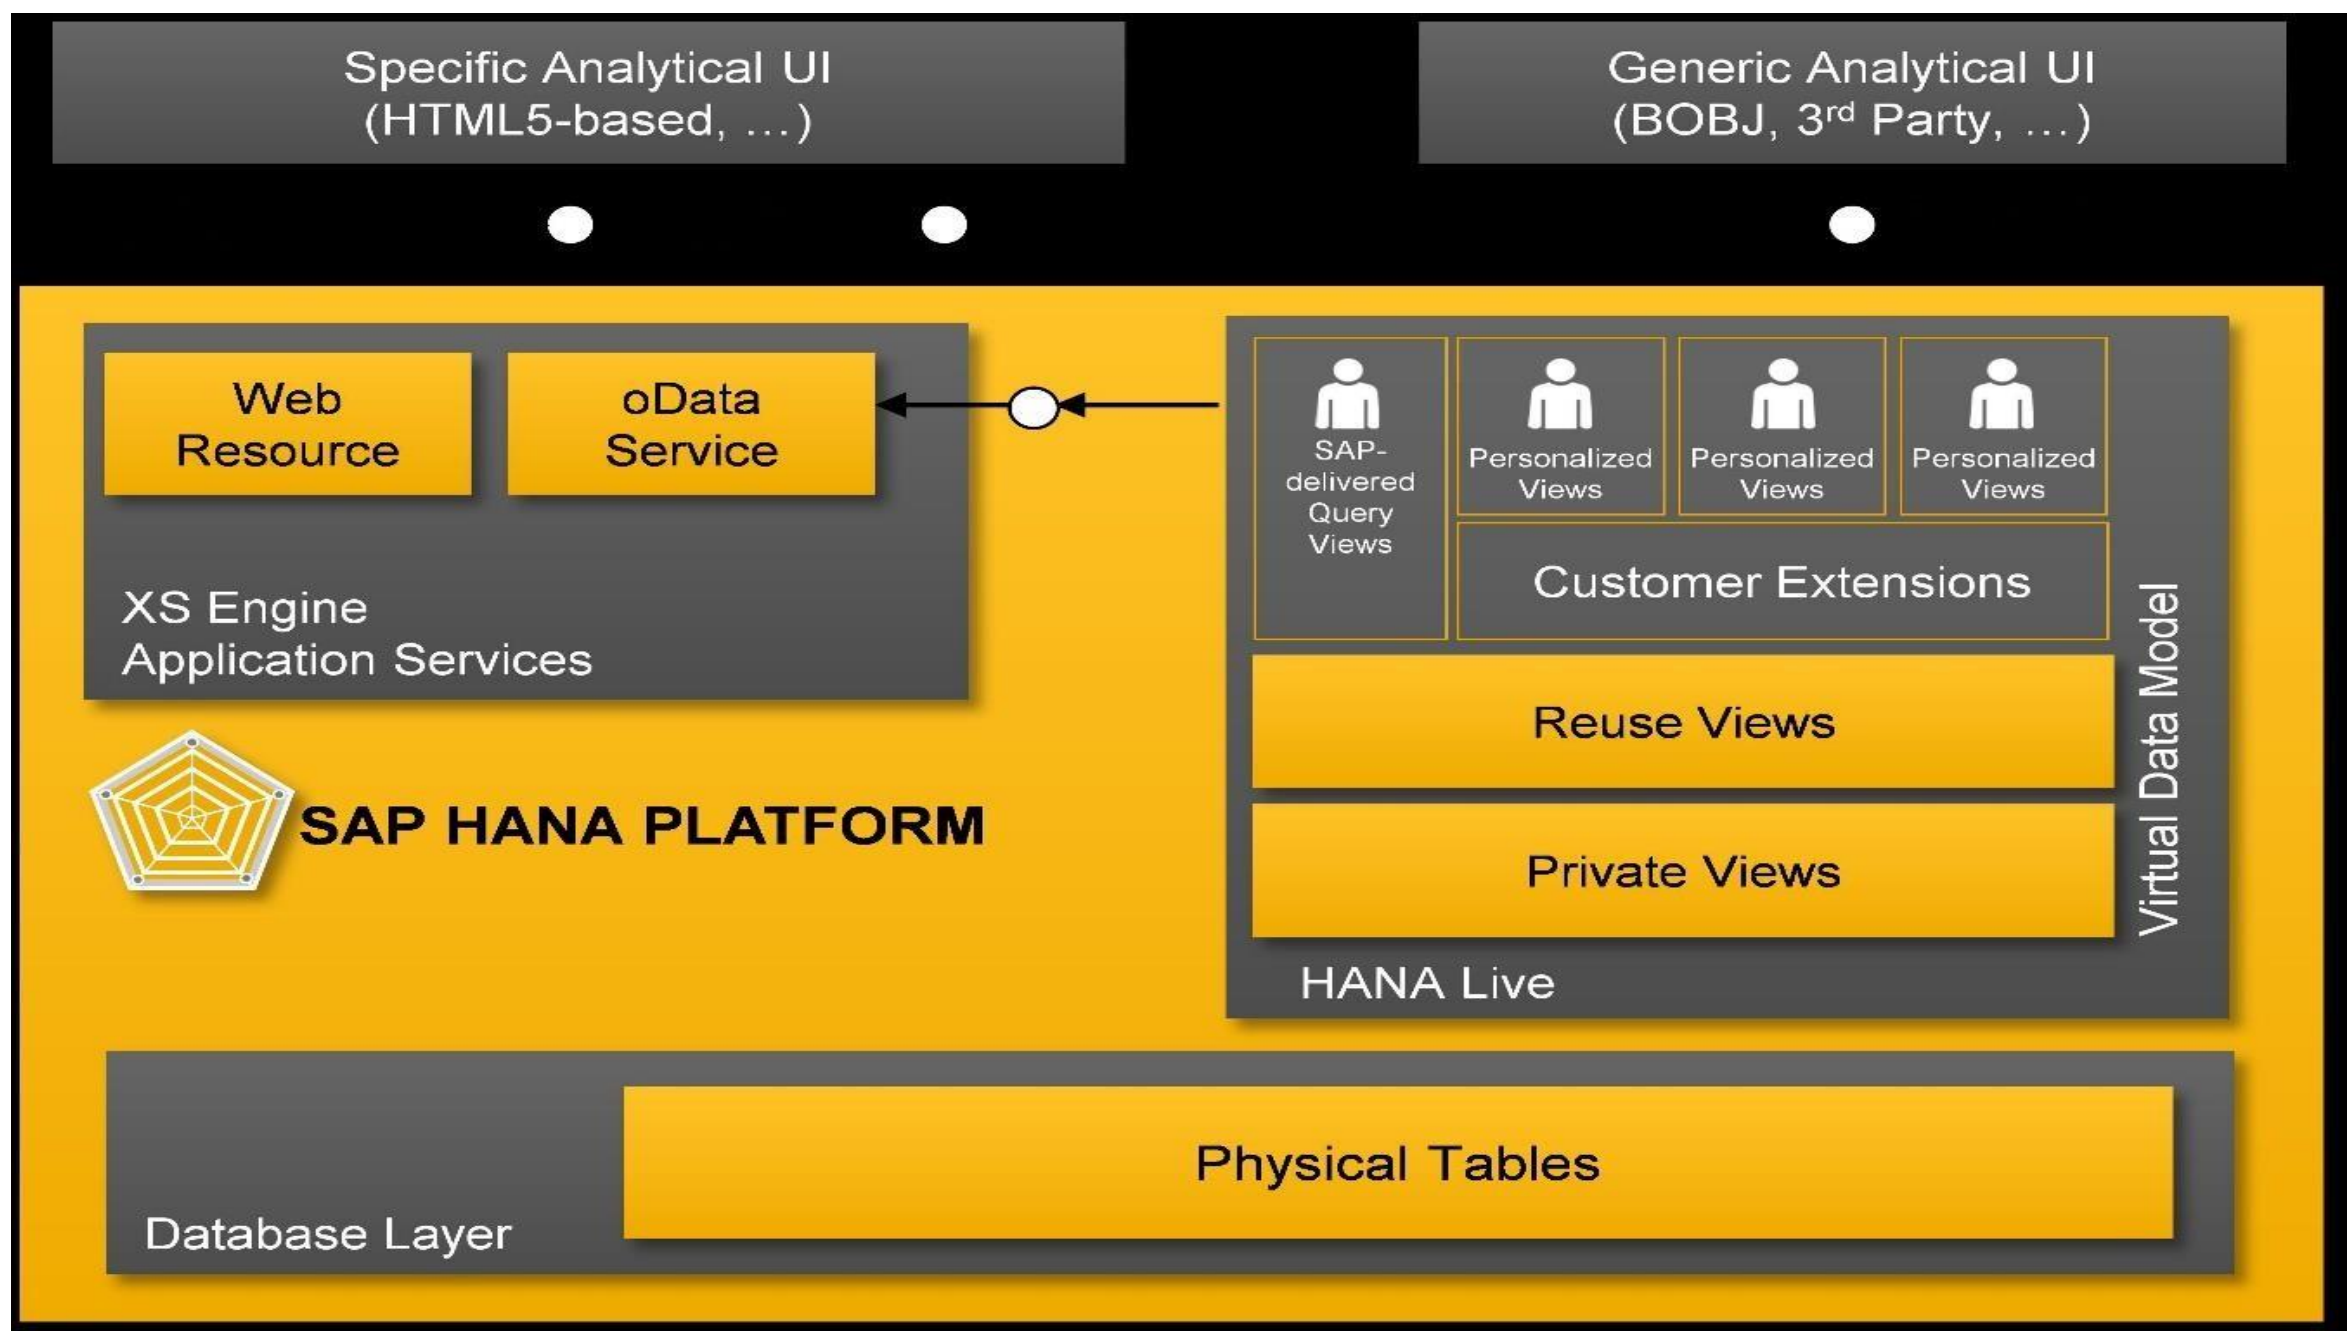 Specific Analytical UI
(HTML5-based, …)
Generic Analytical UI
(BOBJ, 3rd Party, …)
Web
Resource
oData
Service
XS Engine
Application Services
SAP HANA PLATFORM
SAP-
delivered
Query
Views
Personalized
Views
Personalized
Views
Personalized
Views
Customer Extensions
Reuse Views
Private Views
HANA Live
Virtual Data Model
Physical Tables
Database Layer